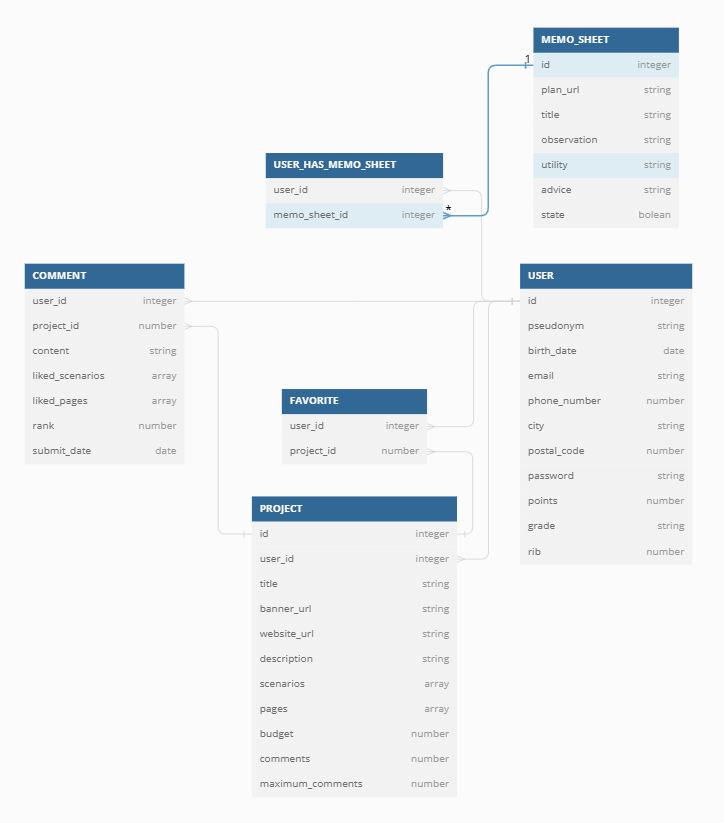 MEMO_SHEET
1
id integer
plan_url string
title string
observation string
utility string
advice string
state bolean
USER_HAS_MEMO_SHEET
user_id integer
memo_sheet_id integer
*
COMMENT
user_id integer
project_id number
content string
liked_scenarios array
liked_pages array
rank number
submit_date date
USER
id integer
pseudonym string
birth_date date
email string
phone_number number
city string
postal_code number
password string
points number
grade string
rib number
FAVORITE
user_id integer
project_id number
PROJECT
id integer
user_id integer
title string
banner_url string
website_url string
description string
scenarios array
pages array
budget number
comments number
maximum_comments number